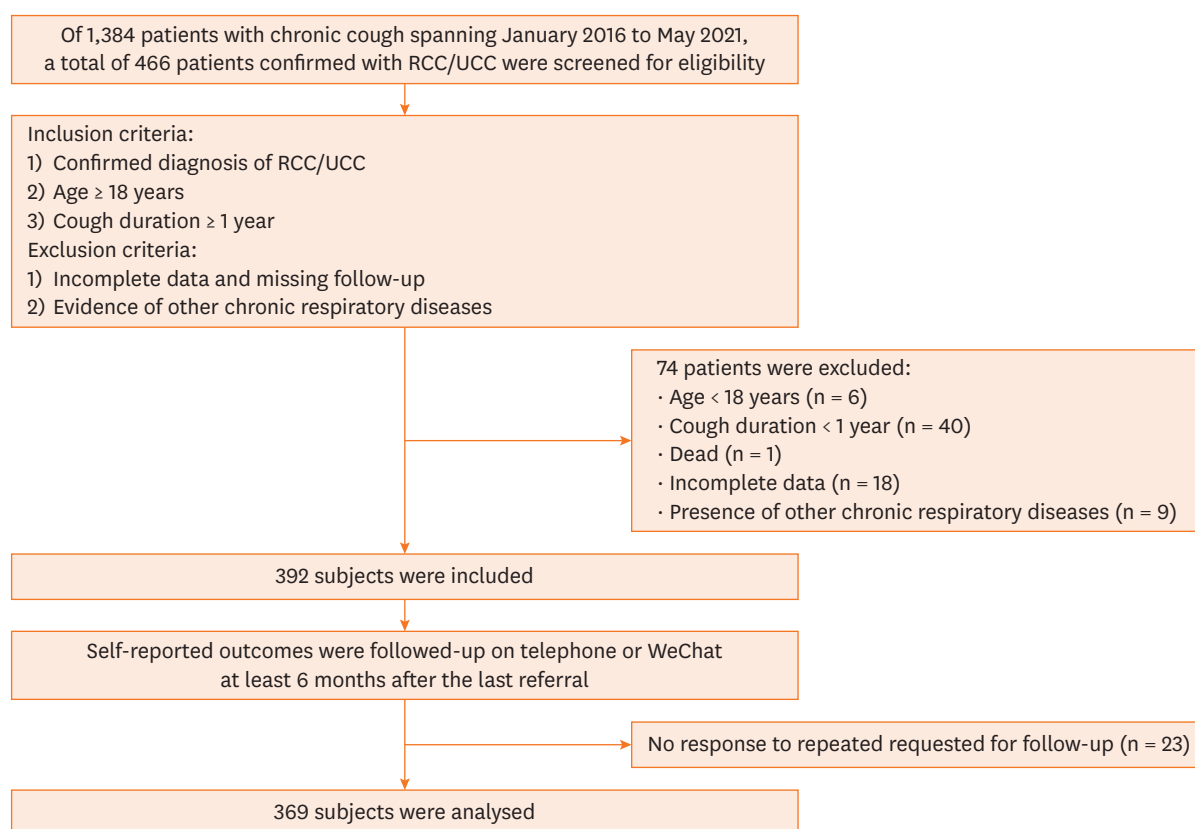 Of 1,384 patients with chronic cough spanning January 2016 to May 2021,
a total of 466 patients confirmed with RCC/UCC were screened for eligibility
Inclusion criteria:
1) Confirmed diagnosis of RCC/UCC
2) Age ≥ 18 years
3) Cough duration ≥ 1 year
Exclusion criteria:
1) Incomplete data and missing follow-up
2) Evidence of other chronic respiratory diseases
74 patients were excluded:
· Age < 18 years (n = 6)
· Cough duration < 1 year (n = 40)
· Dead (n = 1)
· Incomplete data (n = 18)
· Presence of other chronic respiratory diseases (n = 9)
392 subjects were included
Self-reported outcomes were followed-up on telephone or WeChat
at least 6 months after the last referral
No response to repeated requested for follow-up (n = 23)
369 subjects were analysed